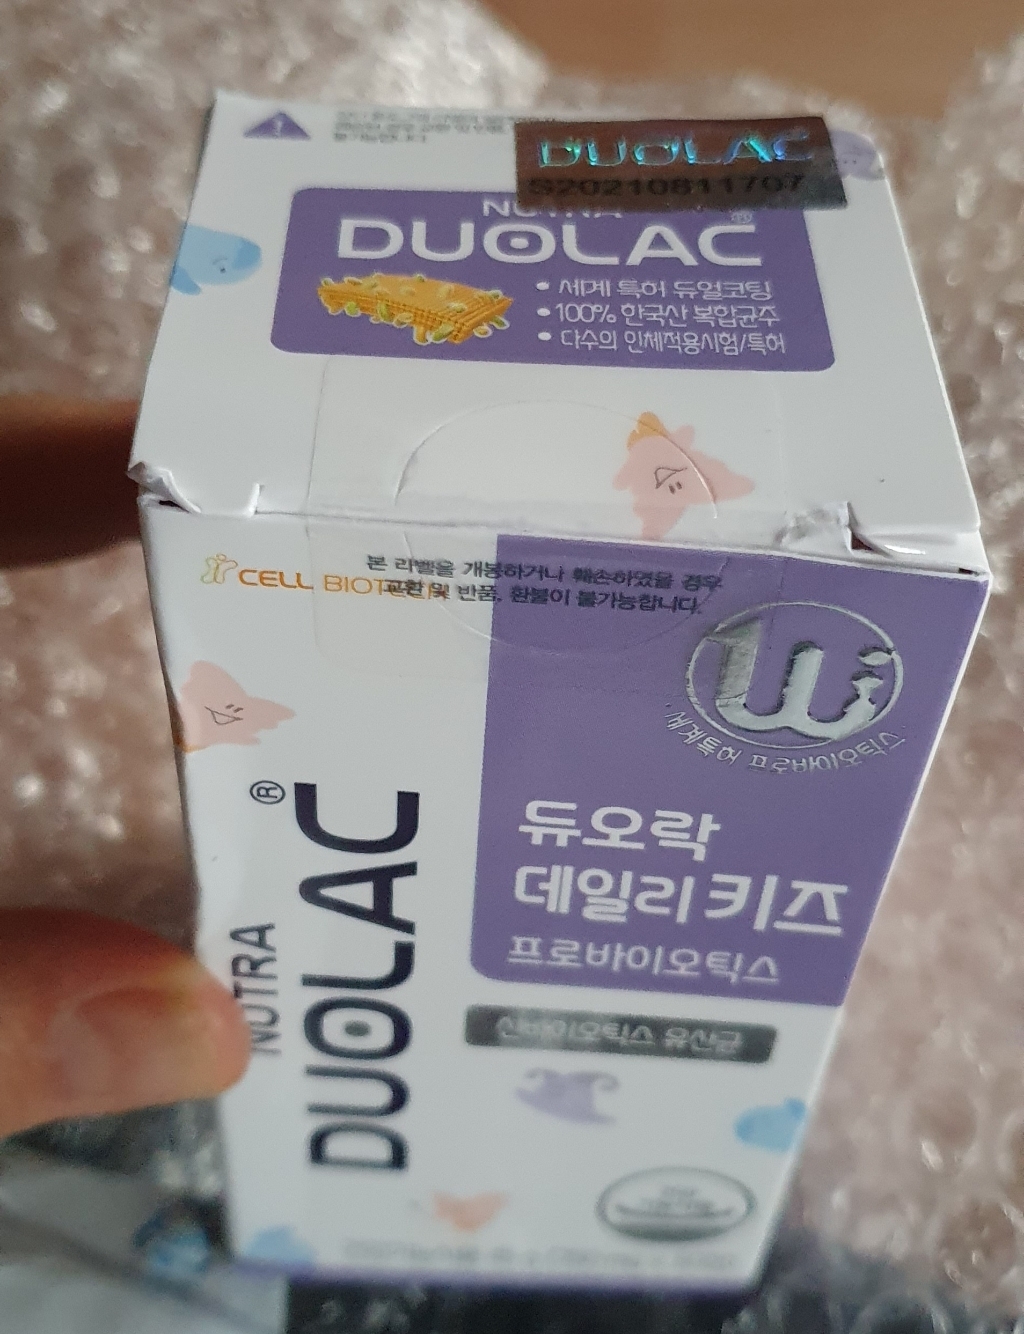 DUOLAC
S20210811707
NUTRA
DUOLAC®
• 세계 특허 듀얼코팅
• 100% 한국산 복합균주
• 다수의 인체적용시험/특허
CELL BIOTECH
본 라벨을 개봉하거나 훼손하였을 경우
교환 및 반품, 환불이 불가능합니다.
세계특허 프로바이오틱스
듀오락
데일리 키즈
프로바이오틱스
NUTRA
DUOLAC®